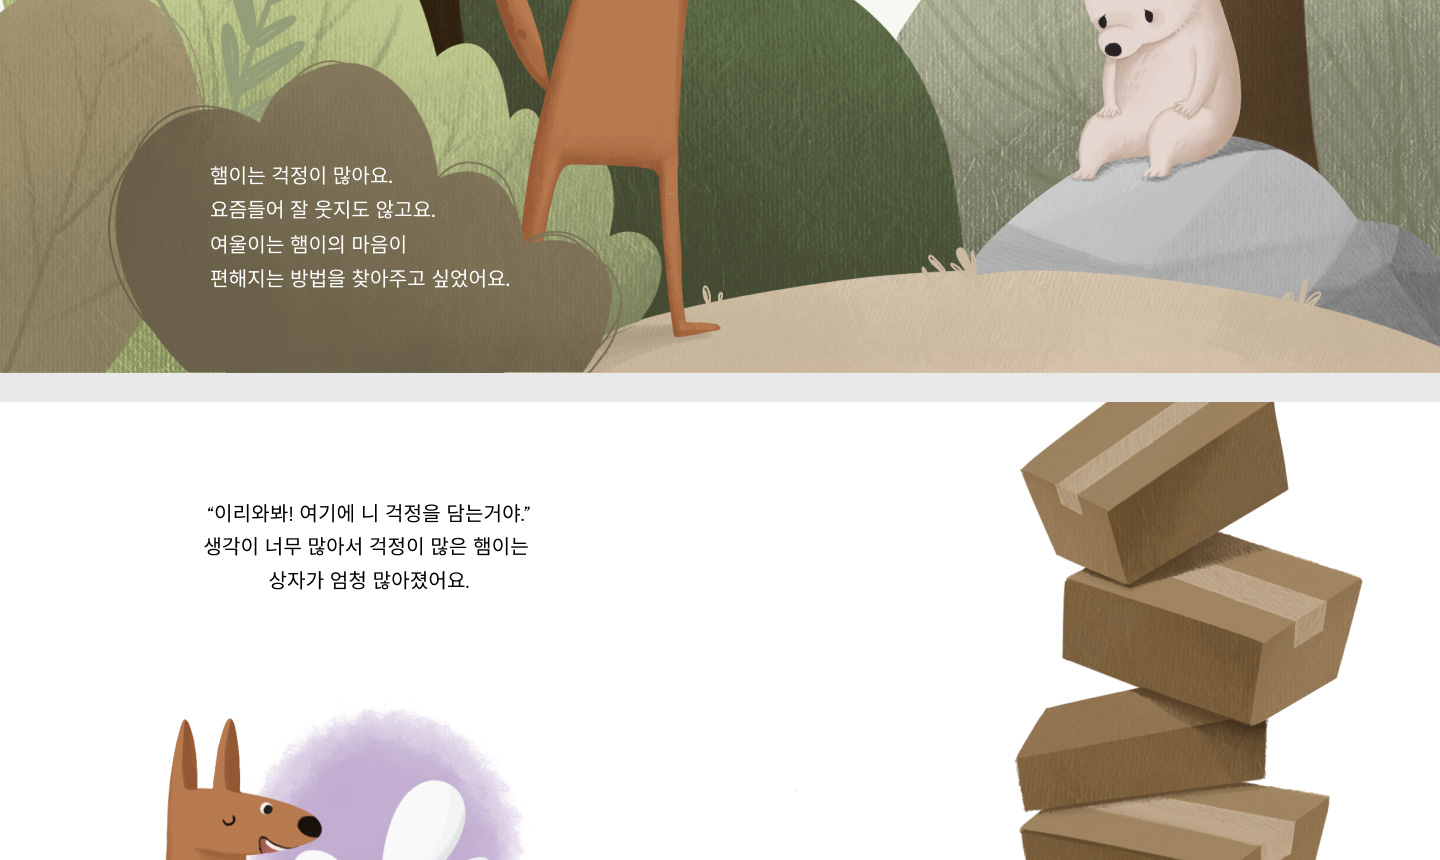 햄이는 걱정이 많아요.
요즘들어 잘 웃지도 않고요.
여울이는 햄이의 마음이
편해지는 방법을 찾아주고 싶었어요.
“이리와봐! 여기에 니 걱정을 담는거야.”
생각이 너무 많아서 걱정이 많은 햄이는
상자가 엄청 많아졌어요.